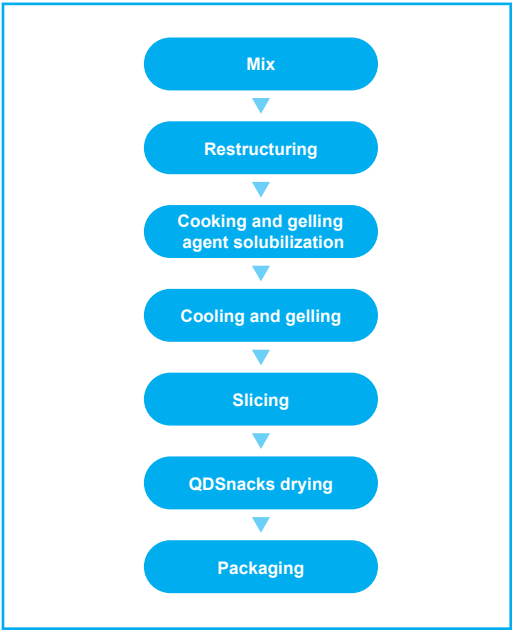 Mix
Restructuring
Cooking and gelling
agent solubilization
Cooling and gelling
Slicing
QDSnacks drying
Packaging